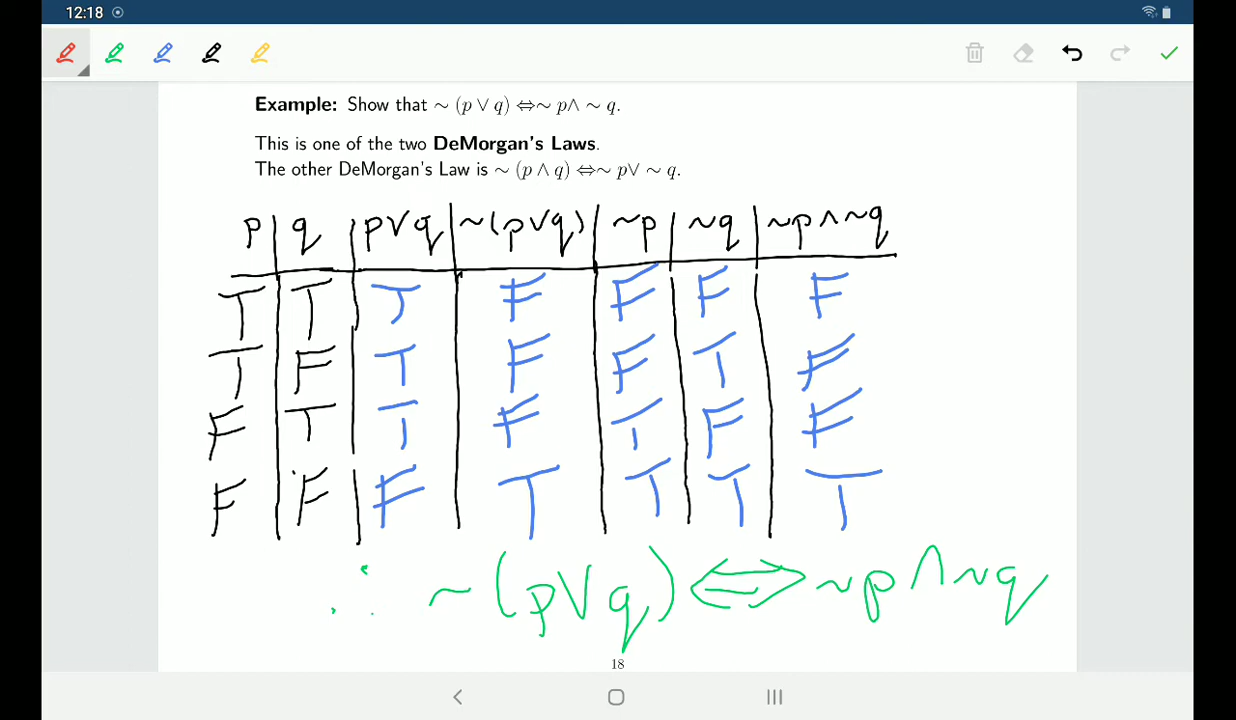 12:18
Example: Show that ∼ (p ∨ q) ⇔∼ p∧ ∼ q.
This is one of the two DeMorgan's Laws.
The other DeMorgan's Law is ∼ (p ∧ q) ⇔∼ p∨ ∼ q.
p q p∨q ~(p∨q) ~p ~q ~p∧~q
T T T F F F F
T F T F F T F
F T T F T F F
F F F T T T T
∴ ~(p∨q) ⇔ ~p∧~q
18